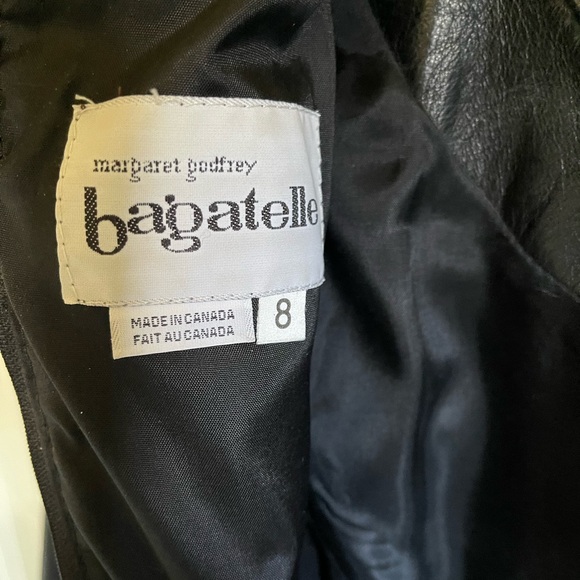 margaret godfrey
bagatelle
MADE IN CANADA
FAIT AU CANADA
8